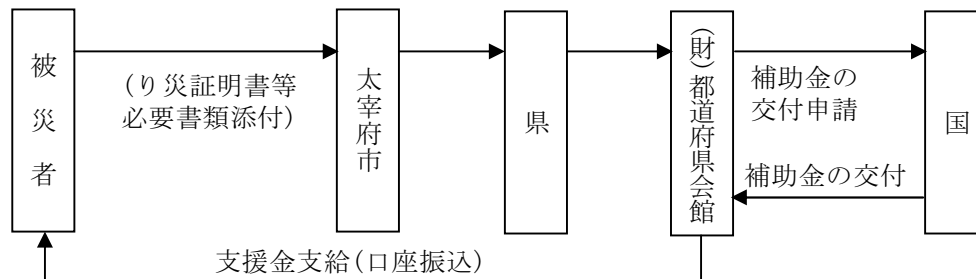 被災者
(り災証明書等
必要書類添付)
太宰府市
県
(財)都道府県会館
補助金の
交付申請
補助金の交付
国
支援金支給(口座振込)